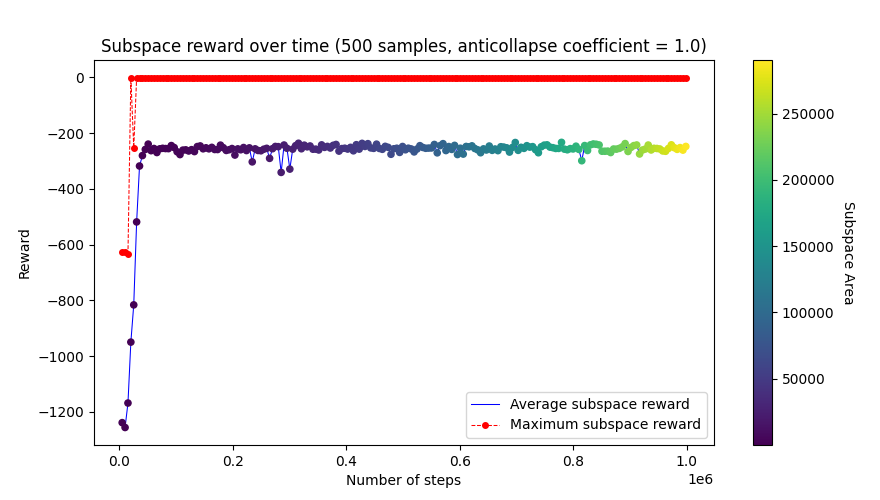 Subspace reward over time (500 samples, anticollapse coefficient = 1.0)
0
−200
−400
−600
−800
−1000
−1200
Reward
0.0
0.2
0.4
0.6
0.8
1.0
1e6
Number of steps
Average subspace reward
Maximum subspace reward
250000
200000
150000
100000
50000
Subspace Area